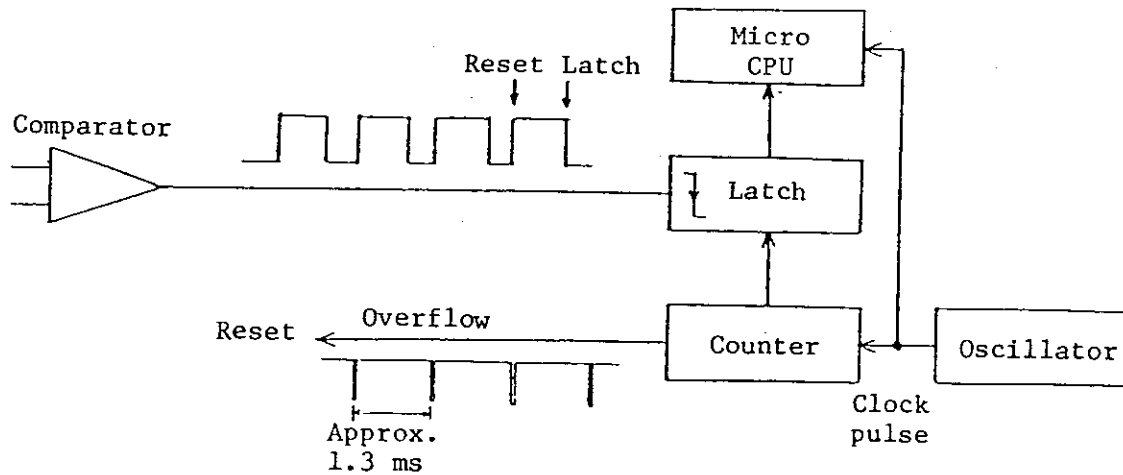 Micro
CPU
Reset Latch
Comparator
Latch
Overflow
Reset
Counter
Oscillator
Clock
pulse
Approx.
1.3 ms